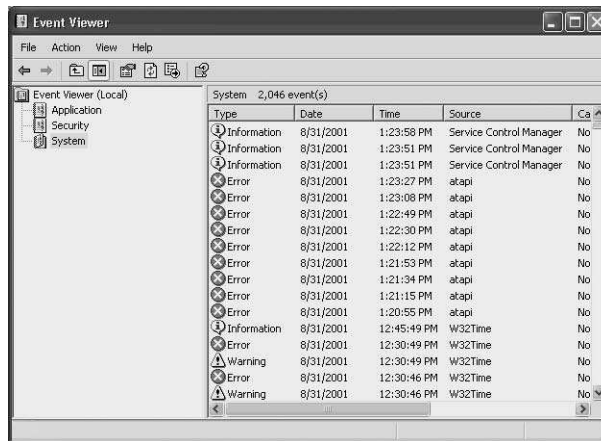 Event Viewer
File Action View Help
Event Viewer (Local)
Application
Security
System
System 2,046 event(s)
Type Date Time Source Ca
Information 8/31/2001 1:23:58 PM Service Control Manager No
Information 8/31/2001 1:23:51 PM Service Control Manager No
Information 8/31/2001 1:23:51 PM Service Control Manager No
Error 8/31/2001 1:23:27 PM atapi No
Error 8/31/2001 1:23:08 PM atapi No
Error 8/31/2001 1:22:49 PM atapi No
Error 8/31/2001 1:22:30 PM atapi No
Error 8/31/2001 1:22:12 PM atapi No
Error 8/31/2001 1:21:53 PM atapi No
Error 8/31/2001 1:21:34 PM atapi No
Error 8/31/2001 1:21:15 PM atapi No
Error 8/31/2001 1:20:55 PM atapi No
Information 8/31/2001 12:45:49 PM W32Time No
Error 8/31/2001 12:30:49 PM W32Time No
Warning 8/31/2001 12:30:49 PM W32Time No
Error 8/31/2001 12:30:46 PM W32Time No
Warning 8/31/2001 12:30:46 PM W32Time No